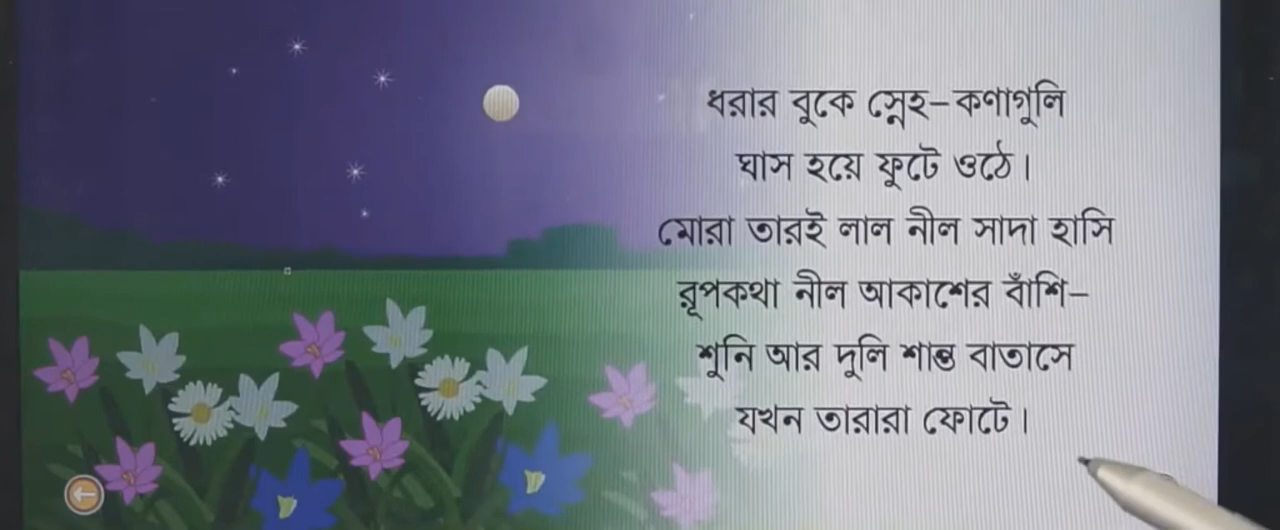 ধরার বুকে স্নেহ-কণাগুলি
ঘাস হয়ে ফুটে ওঠে।
মোরা তারই লাল নীল সাদা হাসি
রূপকথা নীল আকাশের বাঁশি-
শুনি আর দুলি শান্ত বাতাসে
যখন তারারা ফোটে।